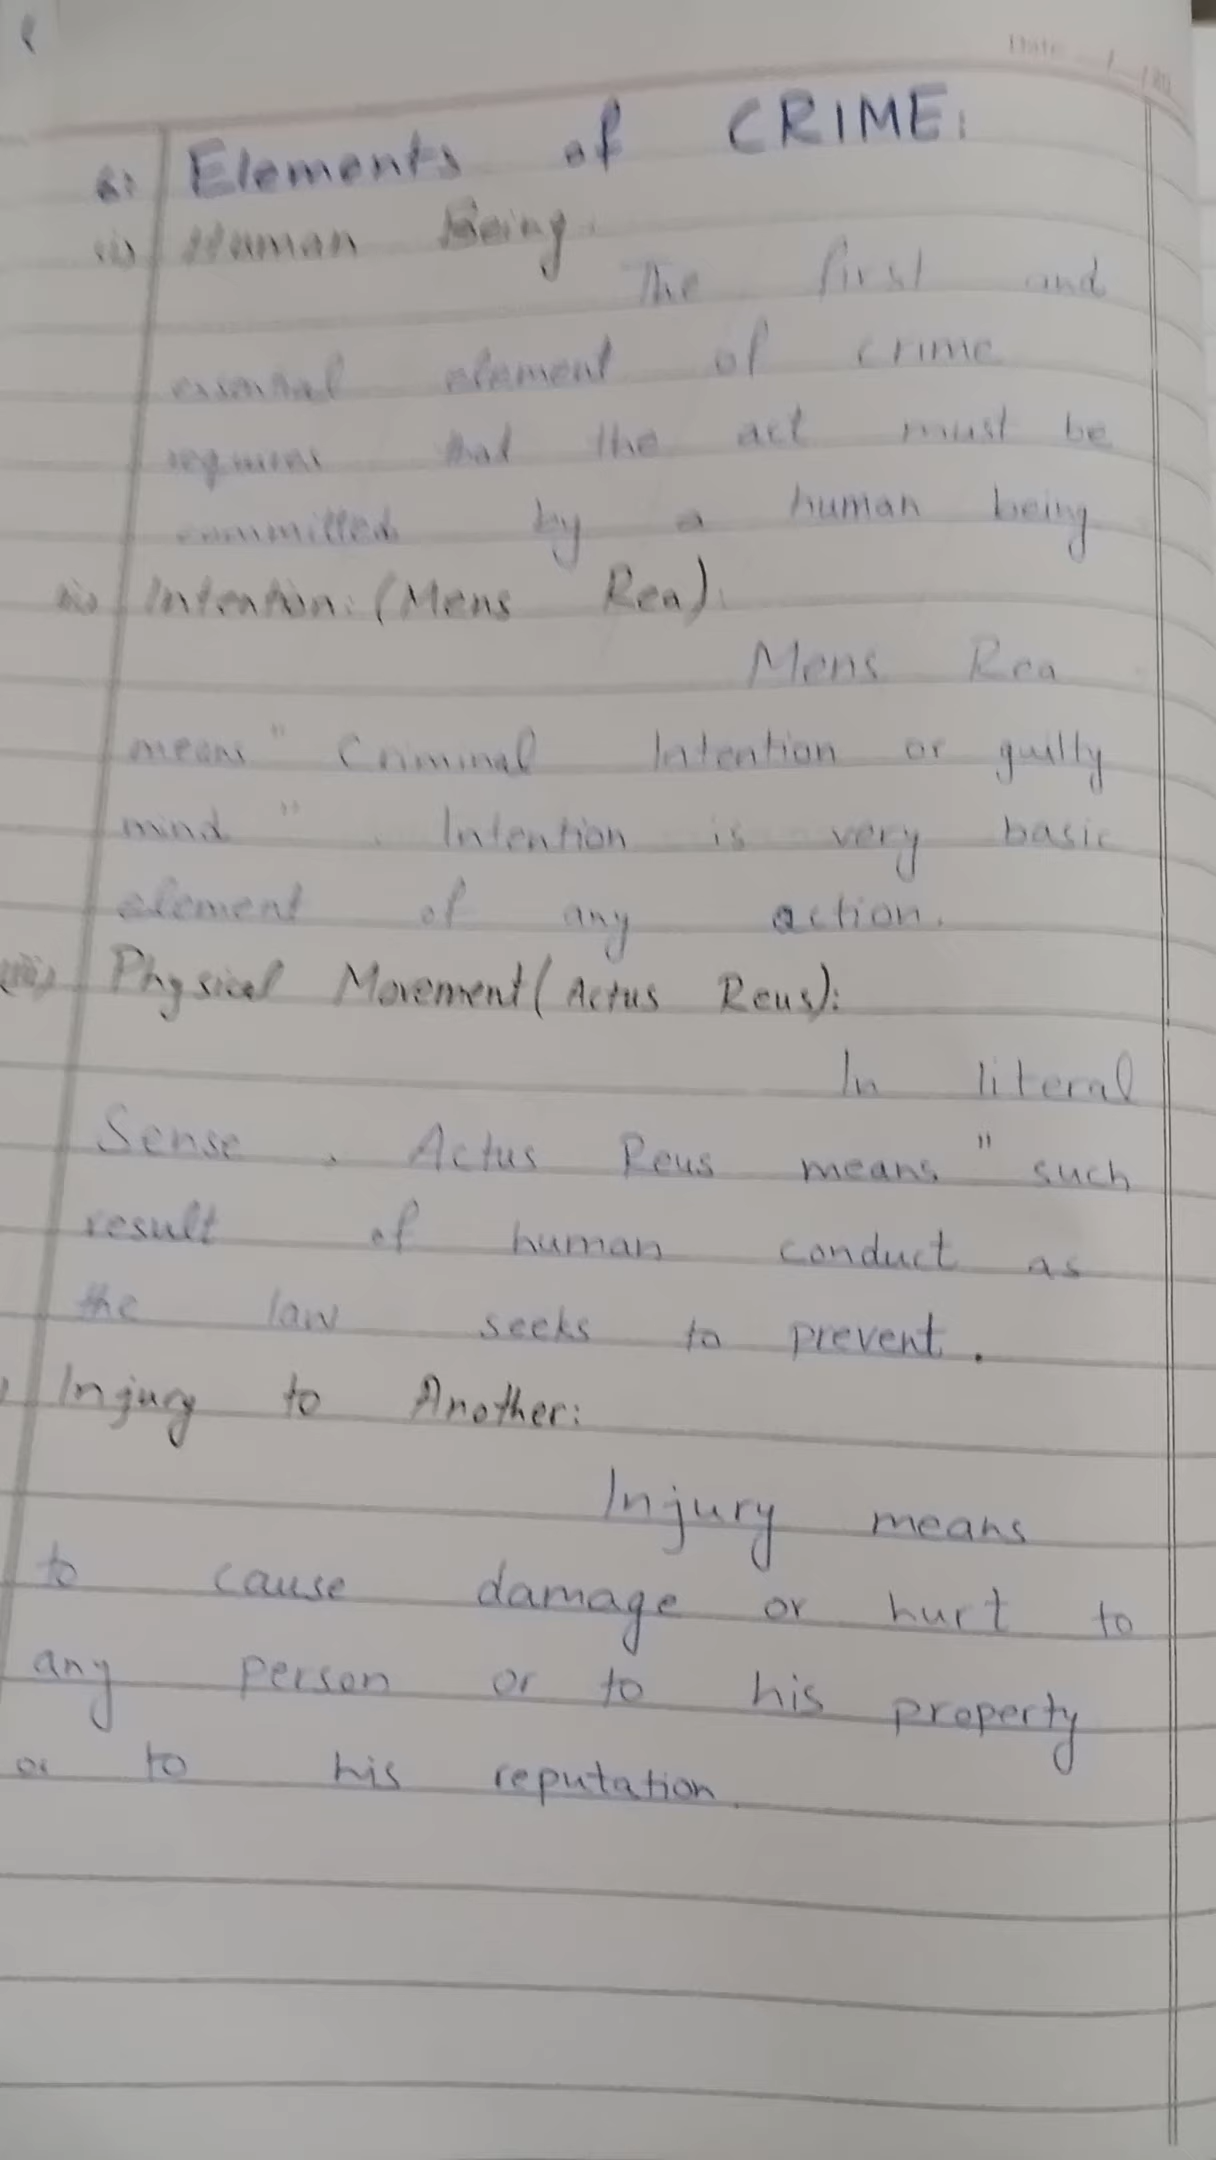 Date
Elements of CRIME:
(i) Human Being
The first and
essential element of crime
requires that the act must be
committed by a human being
(ii) Intention: (Mens Rea):
Mens Rea
means " Criminal Intention or guilty
mind " . Intention is very basic
element of any action.
(iii) Physical Movement (Actus Reus):
In literal
Sense , Actus Reus means " such
result of human conduct as
the law seeks to prevent .
Injury to Another:
Injury means
to cause damage or hurt to
any person or to his property
or to his reputation.